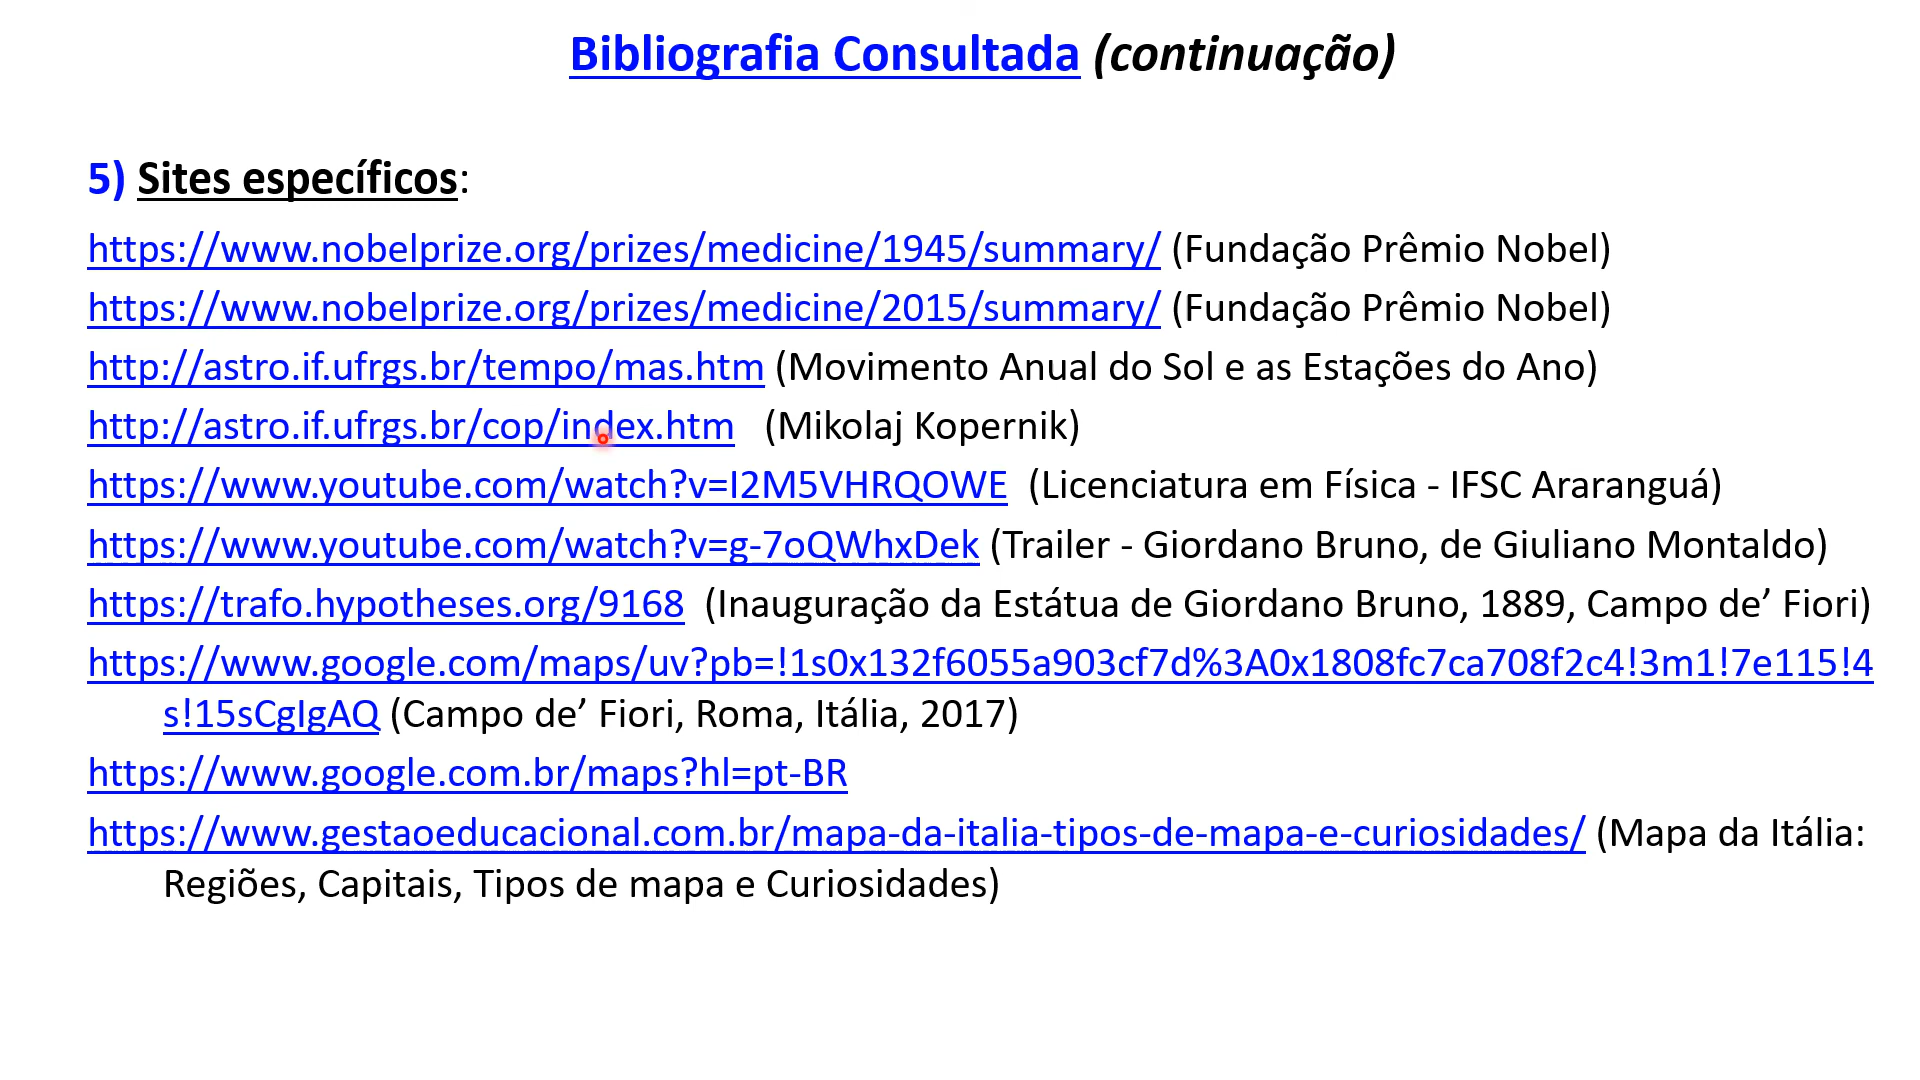 Bibliografia Consultada (continuação)
5) Sites específicos:
https://www.nobelprize.org/prizes/medicine/1945/summary/ (Fundação Prêmio Nobel)
https://www.nobelprize.org/prizes/medicine/2015/summary/ (Fundação Prêmio Nobel)
http://astro.if.ufrgs.br/tempo/mas.htm (Movimento Anual do Sol e as Estações do Ano)
http://astro.if.ufrgs.br/cop/index.htm (Mikolaj Kopernik)
https://www.youtube.com/watch?v=I2M5VHRQOWE (Licenciatura em Física - IFSC Araranguá)
https://www.youtube.com/watch?v=g-7oQWhxDek (Trailer - Giordano Bruno, de Giuliano Montaldo)
https://trafo.hypotheses.org/9168 (Inauguração da Estátua de Giordano Bruno, 1889, Campo de’ Fiori)
https://www.google.com/maps/uv?pb=!1s0x132f6055a903cf7d%3A0x1808fc7ca708f2c4!3m1!7e115!4
s!15sCgIgAQ (Campo de’ Fiori, Roma, Itália, 2017)
https://www.google.com.br/maps?hl=pt-BR
https://www.gestaoeducacional.com.br/mapa-da-italia-tipos-de-mapa-e-curiosidades/ (Mapa da Itália:
Regiões, Capitais, Tipos de mapa e Curiosidades)